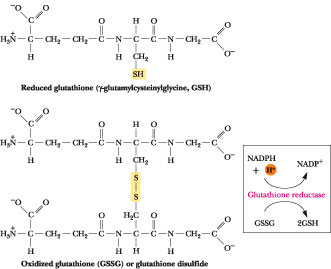 ⁻O O O O O
C C C C
H₃N⁺ C CH₂ CH₂ N C N CH₂ O⁻
H H CH₂ H
SH
Reduced glutathione (γ-glutamylcysteinylglycine, GSH)
⁻O O O H O O
C C C C
H₃N⁺ C CH₂ CH₂ N C N CH₂ O⁻
H H CH₂ H
S
S
⁻O O O H₂C O O
C C C C
H₃N⁺ C CH₂ CH₂ N C N CH₂ O⁻
H H H H
Oxidized glutathione (GSSG) or glutathione disulfide
NADPH
+ H⁺ NADP⁺
Glutathione reductase
GSSG 2GSH